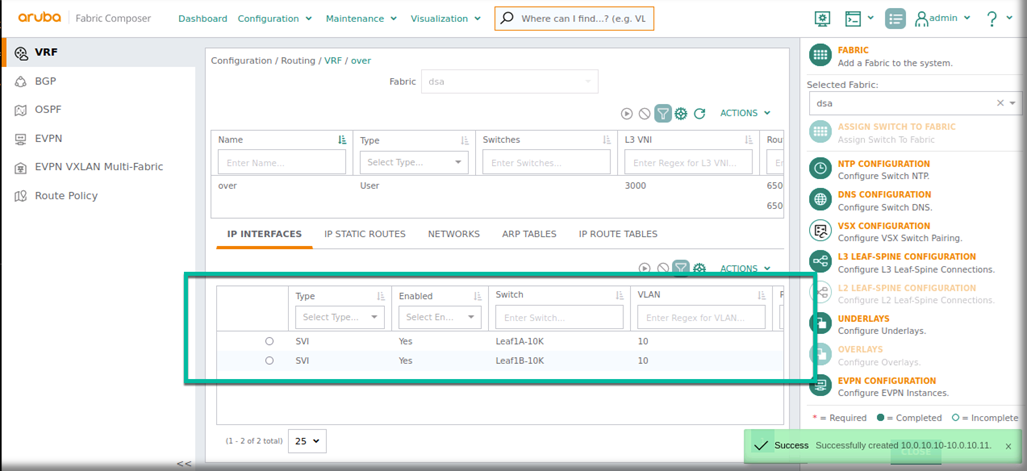 aruba Fabric Composer Dashboard Configuration Maintenance Visualization Where can I find...? (e.g. VL admin ?
VRF
BGP
OSPF
EVPN
EVPN VXLAN Multi-Fabric
Route Policy
<<
Configuration / Routing / VRF / over
Fabric dsa
ACTIONS
Name Type Switches L3 VNI Rou
Enter Name... Select Type... Enter Switches... Enter Regex for L3 VNI... En
over User 3000 650
650
IP INTERFACES IP STATIC ROUTES NETWORKS ARP TABLES IP ROUTE TABLES
ACTIONS
Type Enabled Switch VLAN
Select Type... Select En... Enter Switch... Enter Regex for VLAN...
SVI Yes Leaf1A-10K 10
SVI Yes Leaf1B-10K 10
(1 - 2 of 2 total) 25
FABRIC
Add a Fabric to the system.
Selected Fabric:
dsa
ASSIGN SWITCH TO FABRIC
Assign Switch To Fabric
NTP CONFIGURATION
Configure Switch NTP.
DNS CONFIGURATION
Configure Switch DNS.
VSX CONFIGURATION
Configure VSX Switch Pairing.
L3 LEAF-SPINE CONFIGURATION
Configure L3 Leaf-Spine Connections.
L2 LEAF-SPINE CONFIGURATION
Configure L2 Leaf-Spine Connections.
UNDERLAYS
Configure Underlays.
OVERLAYS
Configure Overlays.
EVPN CONFIGURATION
Configure EVPN Instances.
* = Required = Completed = Incomplete
Success Successfully created 10.0.10.10-10.0.10.11. ×
CLOSE